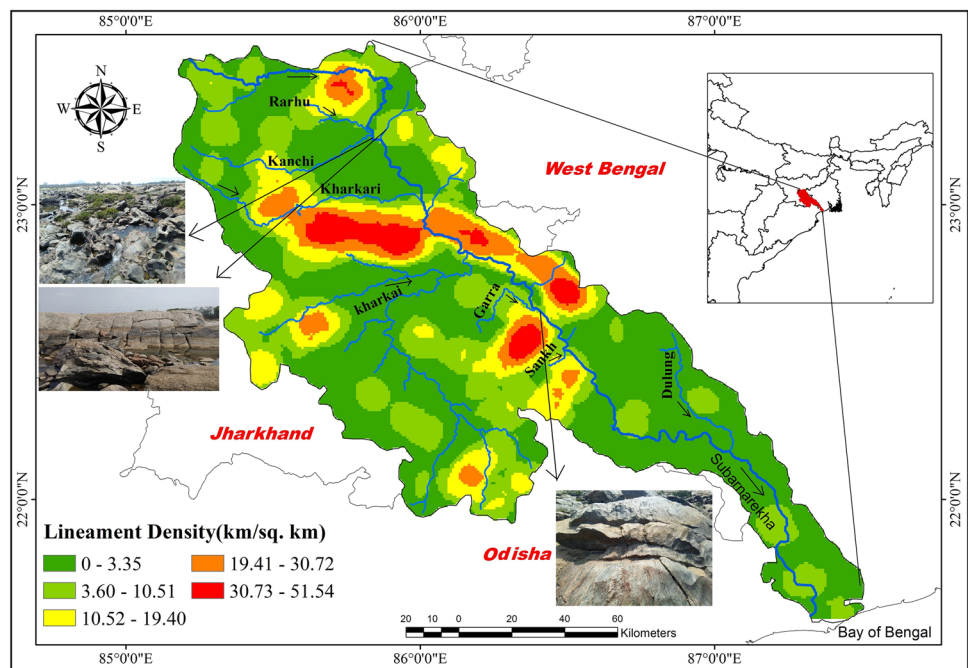 85°0'0"E 86°0'0"E 87°0'0"E
N
W E
S
Rarhu
West Bengal
Kanchi
Kharkari
23°0'0"N 23°0'0"N
kharkai
Garra
Sankh
Dulung
Jharkhand
Subarnarekha
22°0'0"N 22°0'0"N
Lineament Density(km/sq. km)
Odisha
0 - 3.35 19.41 - 30.72
3.60 - 10.51 30.73 - 51.54
10.52 - 19.40
20 10 0 20 40 60
Kilometers
Bay of Bengal
85°0'0"E 86°0'0"E 87°0'0"E